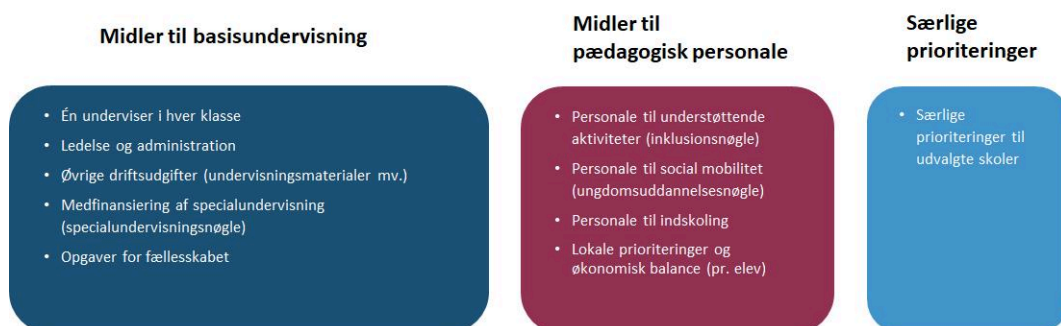 Midler til basisundervisning
• Én underviser i hver klasse
• Ledelse og administration
• Øvrige driftsudgifter (undervisningsmaterialer mv.)
• Medfinansiering af specialundervisning
(specialundervisningsnøgle)
• Opgaver for fællesskabet
Midler til
pædagogisk personale
• Personale til understøttende
aktiviteter (inklusionsnøgle)
• Personale til social mobilitet
(ungdomsuddannelsesnøgle)
• Personale til indskoling
• Lokale prioriteringer og
økonomisk balance (pr. elev)
Særlige
prioriteringer
• Særlige
prioriteringer til
udvalgte skoler